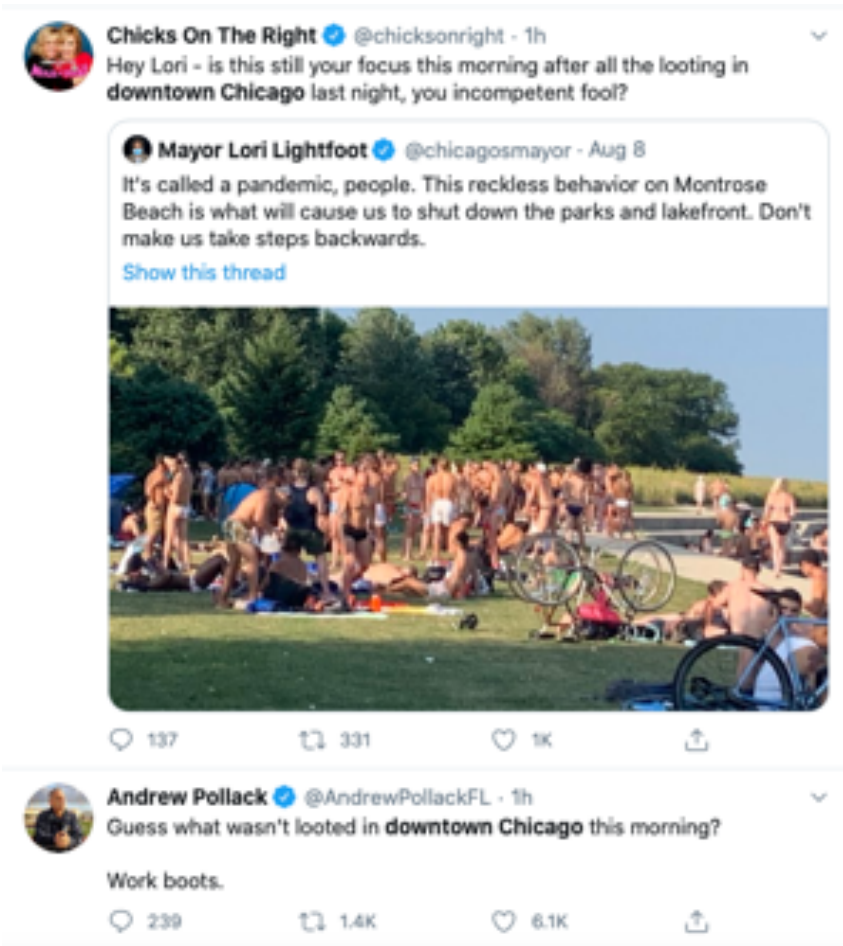 Chicks On The Right @chicksonright · 1h
Hey Lori - is this still your focus this morning after all the looting in
downtown Chicago last night, you incompetent fool?
Mayor Lori Lightfoot @chicagosmayor · Aug 8
It's called a pandemic, people. This reckless behavior on Montrose
Beach is what will cause us to shut down the parks and lakefront. Don't
make us take steps backwards.
Show this thread
137 331 1K
Andrew Pollack @AndrewPollackFL · 1h
Guess what wasn't looted in downtown Chicago this morning?
Work boots.
239 1.4K 6.1K